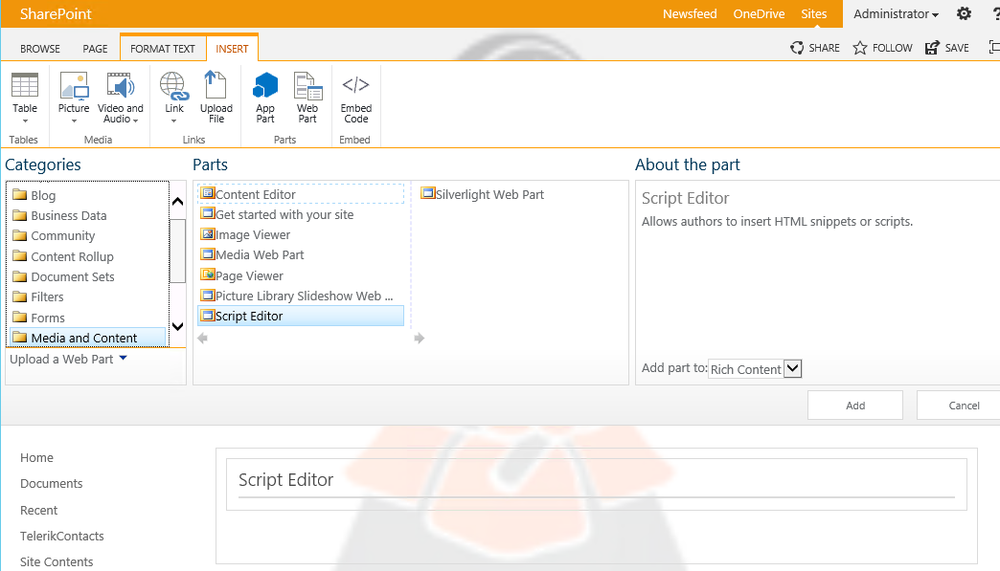 SharePoint
Newsfeed OneDrive Sites Administrator ?
BROWSE PAGE FORMAT TEXT INSERT
SHARE FOLLOW SAVE
Table Picture Video and Audio Link Upload File App Part Web Part Embed Code
Tables Media Links Parts Embed
Categories
Blog
Business Data
Community
Content Rollup
Document Sets
Filters
Forms
Media and Content
Upload a Web Part
Parts
Content Editor
Get started with your site
Image Viewer
Media Web Part
Page Viewer
Picture Library Slideshow Web ...
Script Editor
Silverlight Web Part
About the part
Script Editor
Allows authors to insert HTML snippets or scripts.
Add part to: Rich Content
Add Cancel
Home
Documents
Recent
TelerikContacts
Site Contents
Script Editor